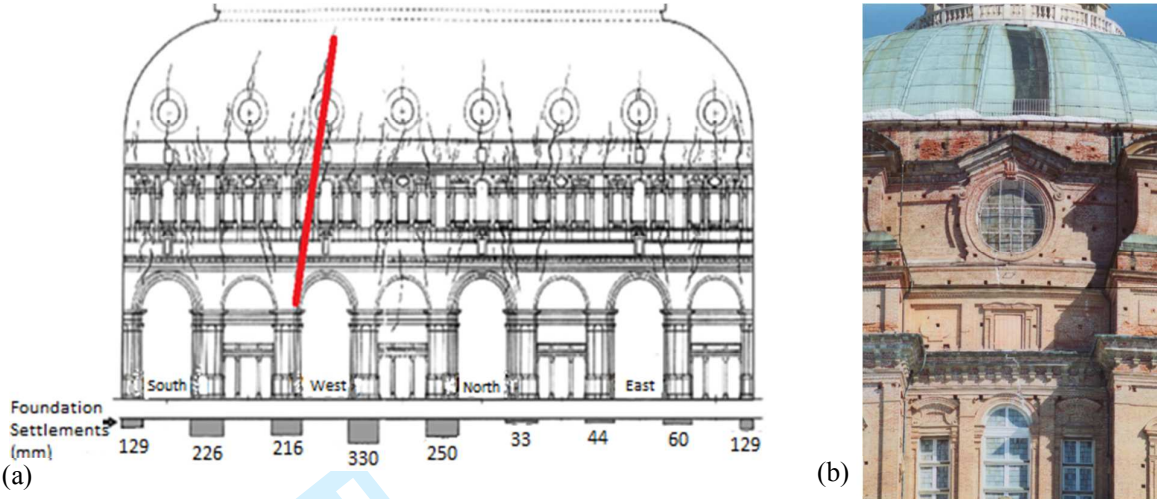 South West North East
Foundation
Settlements
(mm)
129 226 216 330 250 33 44 60 129
(a) (b)